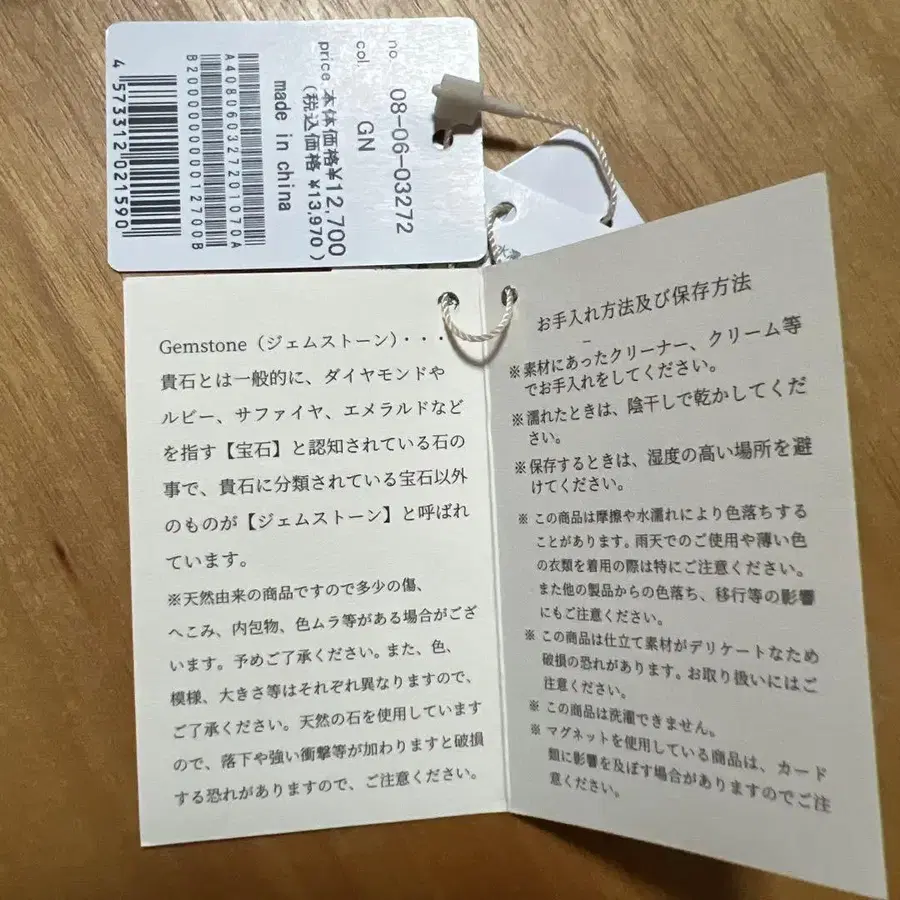 no. 08-06-03272
col. GN
price 本体価格¥12,700
(税込価格 ¥13,970)
made in china
A408060327201070A
B200000000012700B
4 573312 021590
Gemstone（ジェムストーン）・・・
貴石とは一般的に、ダイヤモンドや
ルビー、サファイヤ、エメラルドなど
を指す【宝石】と認知されている石の
事で、貴石に分類されている宝石以外
のものが【ジェムストーン】と呼ばれ
ています。
※天然由来の商品ですので多少の傷、
へこみ、内包物、色ムラ等がある場合がござ
います。予めご了承ください。また、色、
模様、大きさ等はそれぞれ異なりますので、
ご了承ください。天然の石を使用しています
ので、落下や強い衝撃等が加わりますと破損
する恐れがありますので、ご注意ください。
お手入れ方法及び保存方法
※素材にあったクリーナー、クリーム等
でお手入れをしてください。
※濡れたときは、陰干しで乾かしてくだ
さい。
※保存するときは、湿度の高い場所を避
けてください。
※ この商品は摩擦や水濡れにより色落ちする
ことがあります。雨天でのご使用や薄い色
の衣類を着用の際は特にご注意ください。
また他の製品からの色落ち、移行等の影響
にもご注意ください。
※ この商品は仕立て素材がデリケートなため
破損の恐れがあります。お取り扱いにはご
注意ください。
※ この商品は洗濯できません。
※ マグネットを使用している商品は、カード
類に影響を及ぼす場合がありますのでご注
意ください。